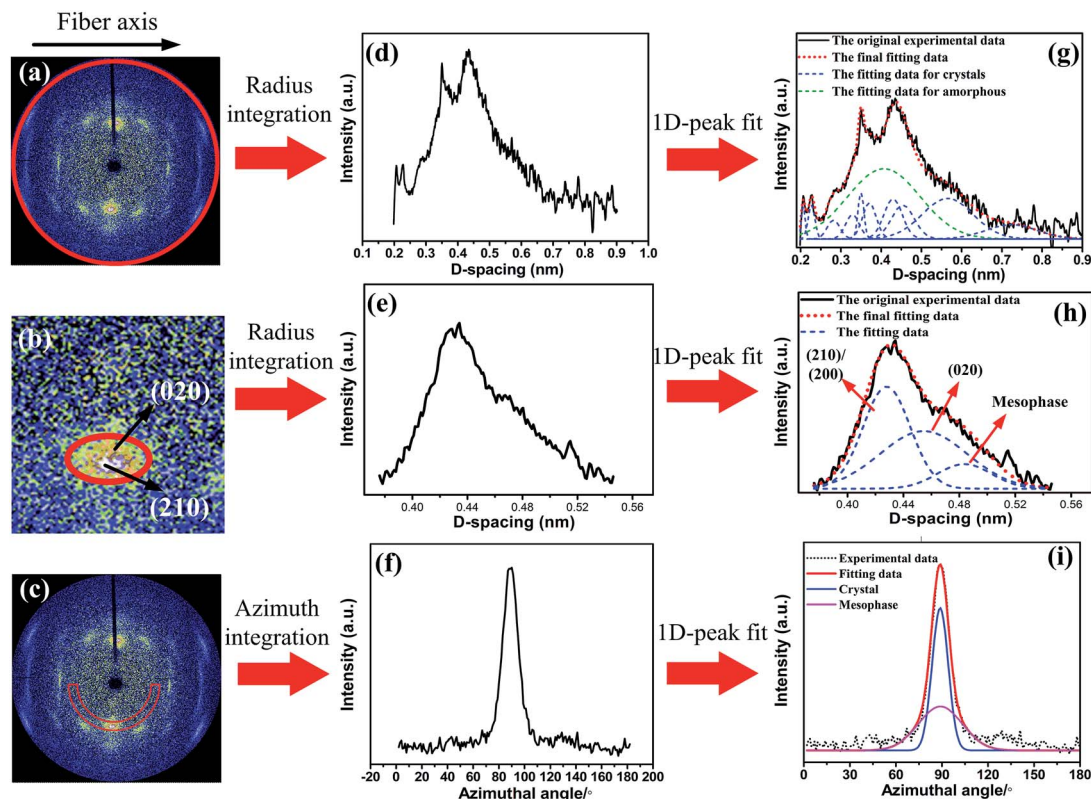 Fiber axis
(a)
Radius
integration
(d)
Intensity (a.u.)
0.1 0.2 0.3 0.4 0.5 0.6 0.7 0.8 0.9 1.0
D-spacing (nm)
1D-peak fit
(g)
The original experimental data
The final fitting data
The fitting data for crystals
The fitting data for amorphous
Intensity (a.u.)
0.2 0.3 0.4 0.5 0.6 0.7 0.8 0.9
D-spacing (nm)
(b)
(020)
(210)
Radius
integration
(e)
Intensity (a.u.)
0.40 0.44 0.48 0.52 0.56
D-spacing (nm)
1D-peak fit
(h)
The original experimental data
The final fitting data
The fitting data
(210)/
(200)
(020)
Mesophase
Intensity (a.u.)
0.40 0.44 0.48 0.52 0.56
D-spacing (nm)
(c)
Azimuth
integration
(f)
Intensity (a.u.)
-20 0 20 40 60 80 100 120 140 160 180 200
Azimuthal angle/°
1D-peak fit
(i)
Experimental data
Fitting data
Crystal
Mesophase
Intensity (a.u.)
0 30 60 90 120 150 180
Azimuthal angle/°